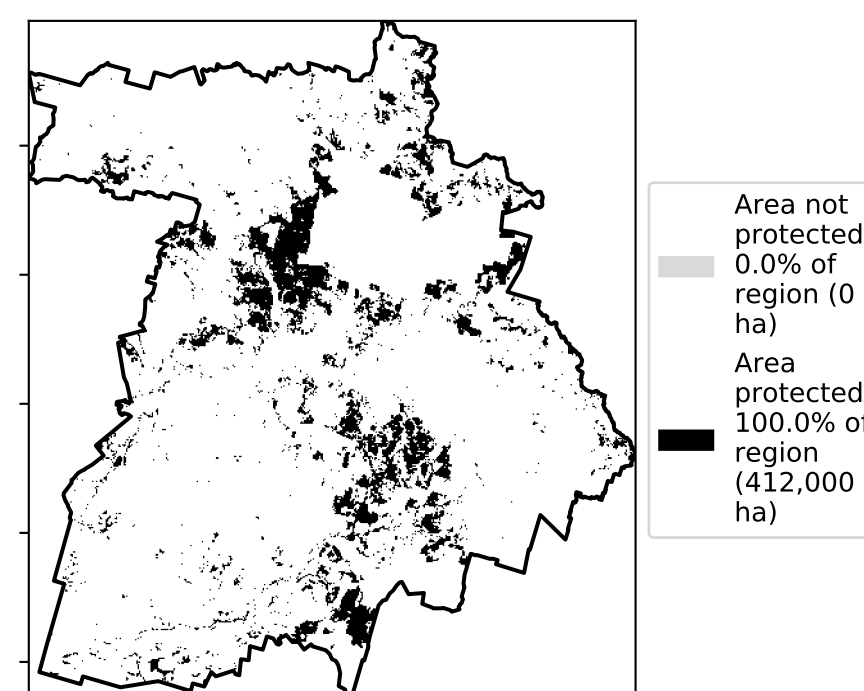 Area not
protected
0.0% of
region (0
ha)
Area
protected
100.0% of
region
(412,000
ha)